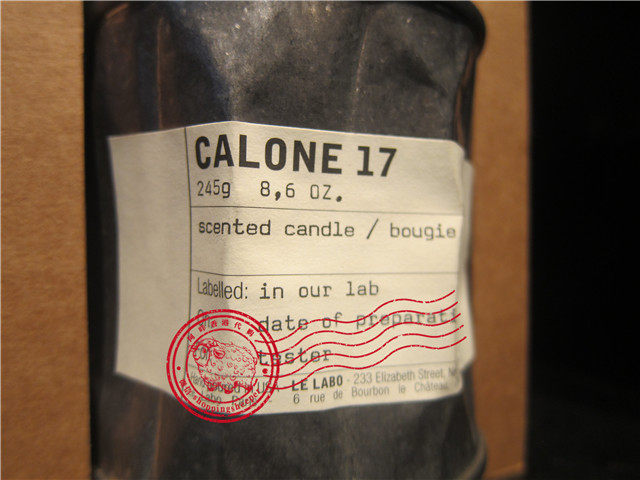 CALONE 17
245g 8,6 OZ.
scented candle / bougie
Labelled: in our lab
date of preparati
tester
LE LABO - 233 Elizabeth Street, N
6 rue de Bourbon le Château,